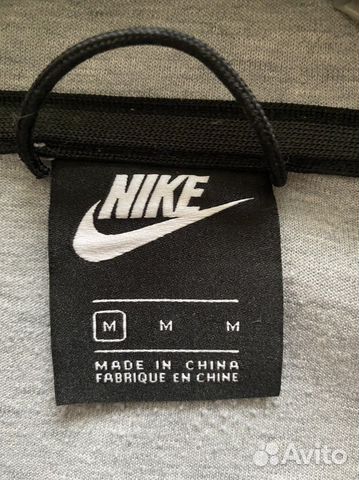 NIKE
M M M
MADE IN CHINA
FABRIQUE EN CHINE
Avito